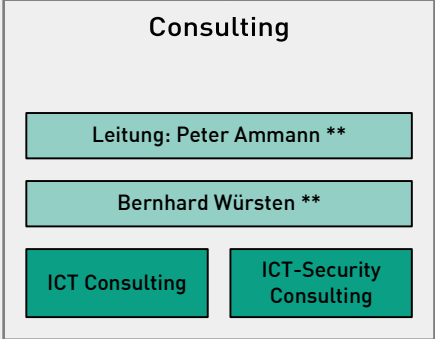 Consulting
Leitung: Peter Ammann **
Bernhard Würsten **
ICT Consulting
ICT-Security
Consulting